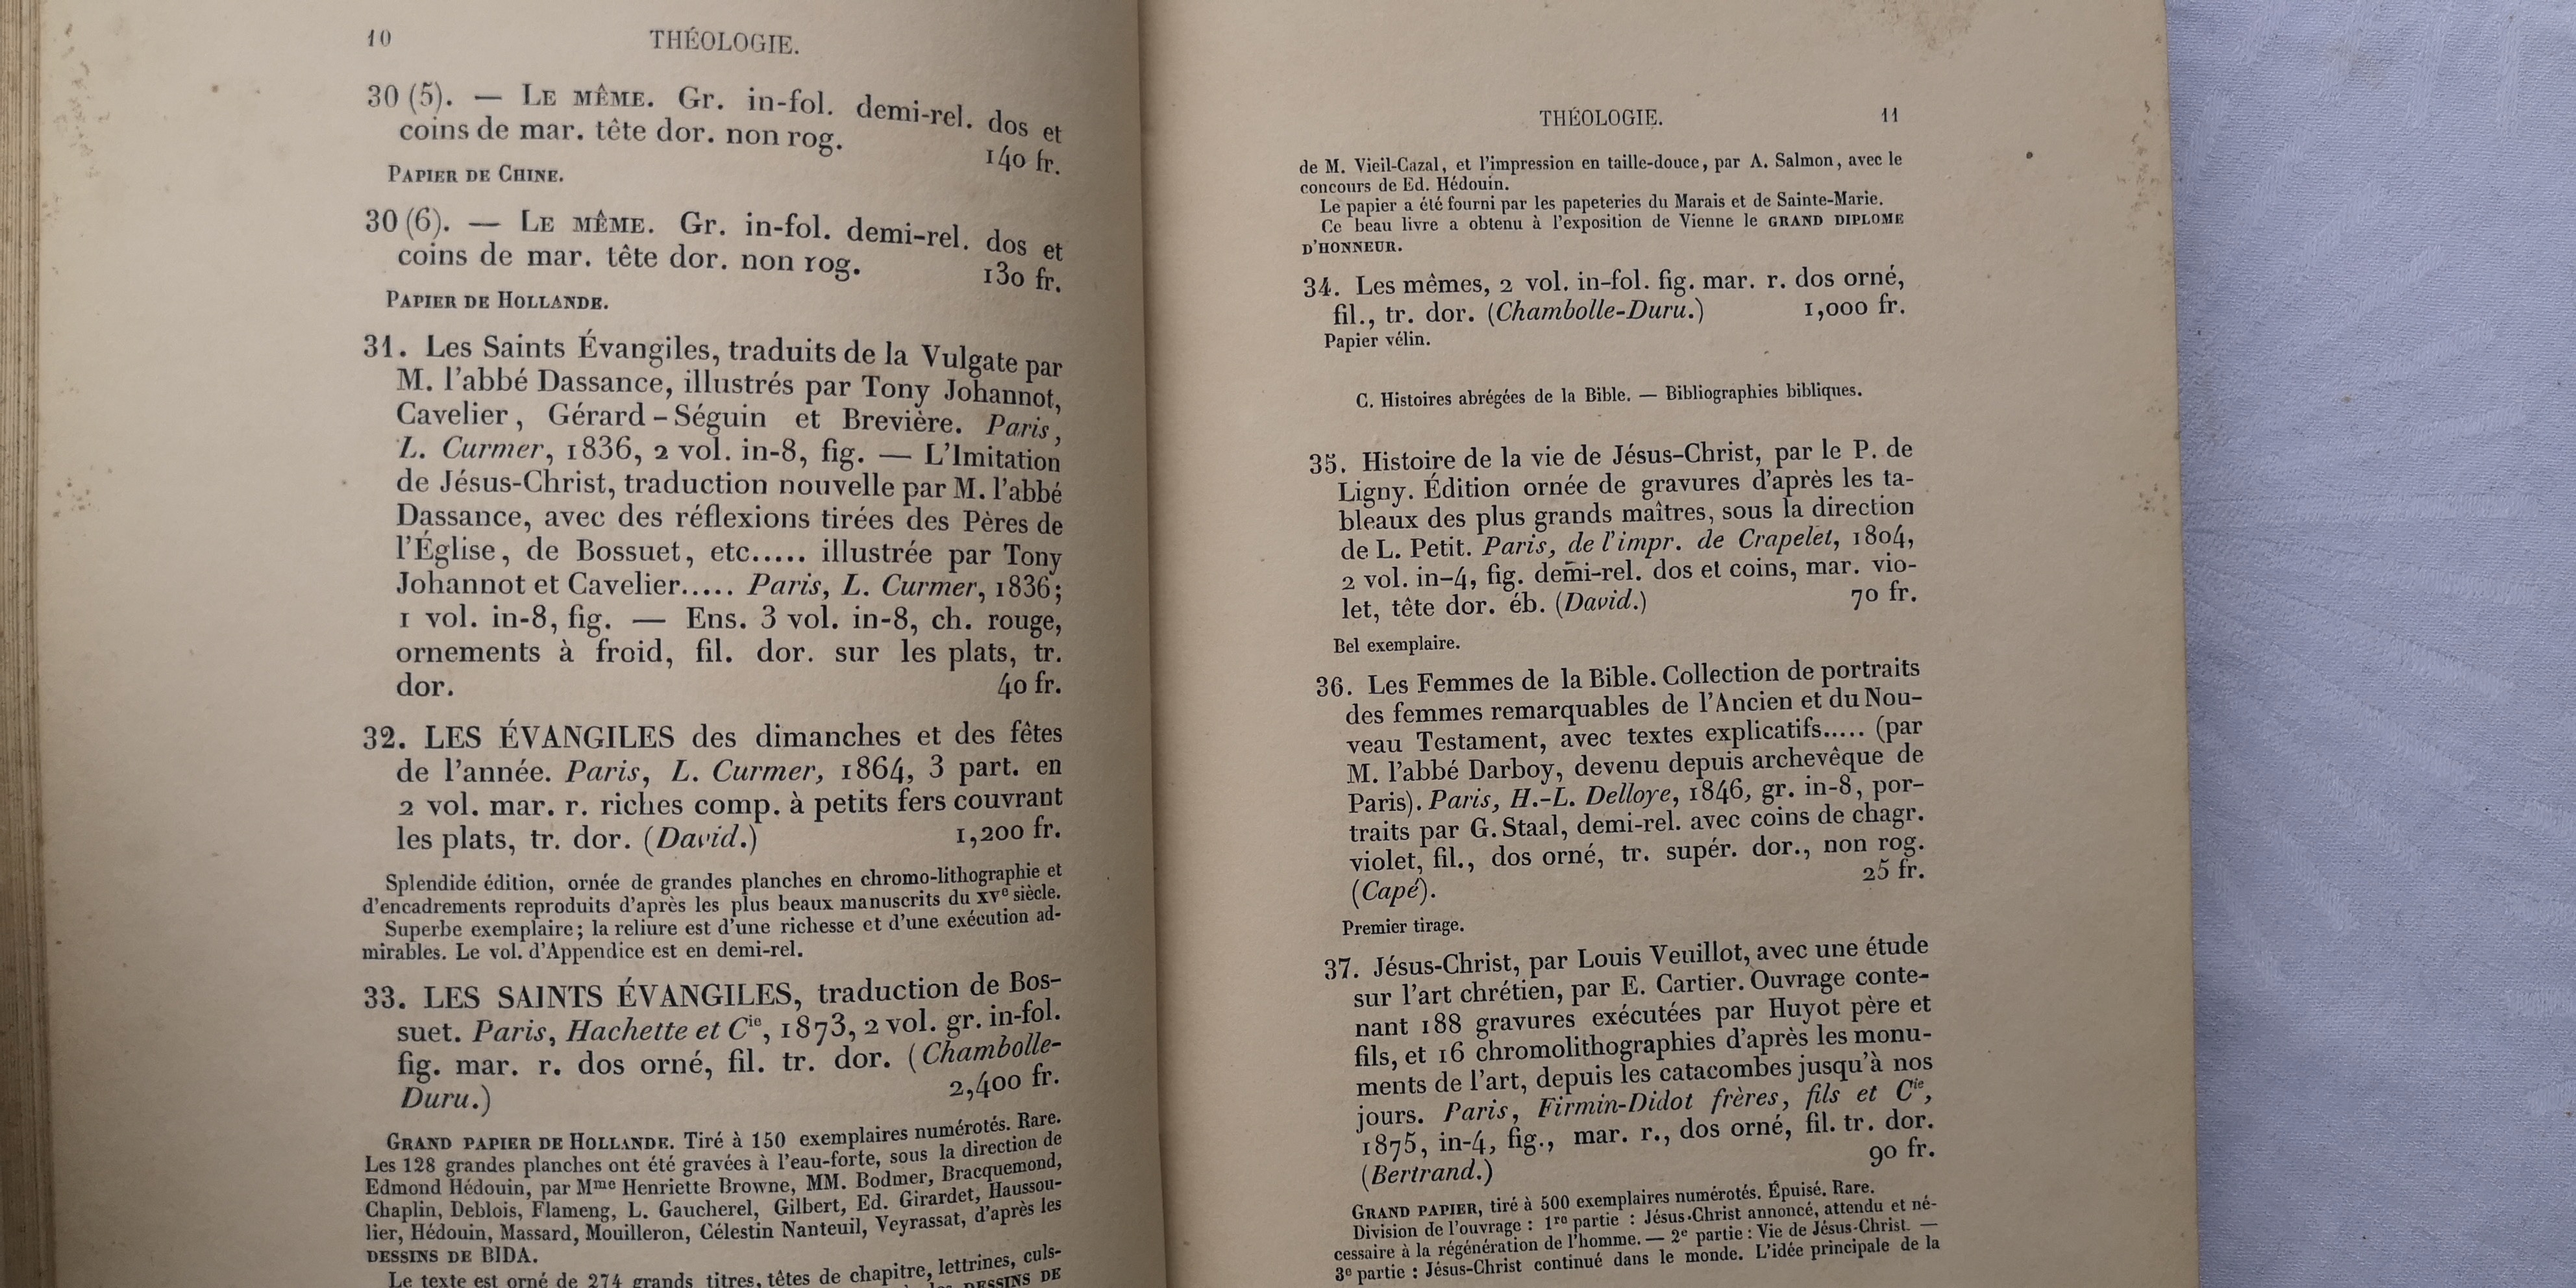 10 THÉOLOGIE.
30 (5). — LE MÊME. Gr. in-fol. demi-rel. dos et
coins de mar. tête dor. non rog. 140 fr.
PAPIER DE CHINE.
30 (6). — LE MÊME. Gr. in-fol. demi-rel. dos et
coins de mar. tête dor. non rog. 130 fr.
PAPIER DE HOLLANDE.
31. Les Saints Évangiles, traduits de la Vulgate par
M. l'abbé Dassance, illustrés par Tony Johannot,
Cavelier, Gérard-Séguin et Brevière. Paris,
L. Curmer, 1836, 2 vol. in-8, fig. — L'Imitation
de Jésus-Christ, traduction nouvelle par M. l'abbé
Dassance, avec des réflexions tirées des Pères de
l'Église, de Bossuet, etc..... illustrée par Tony
Johannot et Cavelier..... Paris, L. Curmer, 1836;
1 vol. in-8, fig. — Ens. 3 vol. in-8, ch. rouge,
ornements à froid, fil. dor. sur les plats, tr.
dor. 40 fr.
32. LES ÉVANGILES des dimanches et des fêtes
de l'année. Paris, L. Curmer, 1864, 3 part. en
2 vol. mar. r. riches comp. à petits fers couvrant
les plats, tr. dor. (David.) 1,200 fr.
Splendide édition, ornée de grandes planches en chromo-lithographie et
d'encadrements reproduits d'après les plus beaux manuscrits du XVe siècle.
Superbe exemplaire; la reliure est d'une richesse et d'une exécution ad-
mirables. Le vol. d'Appendice est en demi-rel.
33. LES SAINTS ÉVANGILES, traduction de Bos-
suet. Paris, Hachette et Cie, 1873, 2 vol. gr. in-fol.
fig. mar. r. dos orné, fil. tr. dor. (Chambolle-
Duru.) 2,400 fr.
GRAND PAPIER DE HOLLANDE. Tiré à 150 exemplaires numérotés. Rare.
Les 128 grandes planches ont été gravées à l'eau-forte, sous la direction de
Edmond Hédouin, par Mme Henriette Browne, MM. Bodmer, Bracquemond,
Chaplin, Deblois, Flameng, L. Gaucherel, Gilbert, Ed. Girardet, Haussou-
lier, Hédouin, Massard, Mouilleron, Célestin Nanteuil, Veyrassat, d'après les
DESSINS DE BIDA.
Le texte est orné de 274 grands titres, têtes de chapitre, lettrines, culs-
DESSINS DE
THÉOLOGIE. 11
de M. Vieil-Cazal, et l'impression en taille-douce, par A. Salmon, avec le
concours de Ed. Hédouin.
Le papier a été fourni par les papeteries du Marais et de Sainte-Marie.
Ce beau livre a obtenu à l'exposition de Vienne le GRAND DIPLOME
D'HONNEUR.
34. Les mêmes, 2 vol. in-fol. fig. mar. r. dos orné,
fil., tr. dor. (Chambolle-Duru.) 1,000 fr.
Papier vélin.
C. Histoires abrégées de la Bible. — Bibliographies bibliques.
35. Histoire de la vie de Jésus-Christ, par le P. de
Ligny. Édition ornée de gravures d'après les ta-
bleaux des plus grands maîtres, sous la direction
de L. Petit. Paris, de l'impr. de Crapelet, 1804,
2 vol. in-4, fig. demi-rel. dos et coins, mar. vio-
let, tête dor. éb. (David.) 70 fr.
Bel exemplaire.
36. Les Femmes de la Bible. Collection de portraits
des femmes remarquables de l'Ancien et du Nou-
veau Testament, avec textes explicatifs..... (par
M. l'abbé Darboy, devenu depuis archevêque de
Paris). Paris, H.-L. Delloye, 1846, gr. in-8, por-
traits par G. Staal, demi-rel. avec coins de chagr.
violet, fil., dos orné, tr. supér. dor., non rog.
(Capé). 25 fr.
Premier tirage.
37. Jésus-Christ, par Louis Veuillot, avec une étude
sur l'art chrétien, par E. Cartier. Ouvrage conte-
nant 188 gravures exécutées par Huyot père et
fils, et 16 chromolithographies d'après les monu-
ments de l'art, depuis les catacombes jusqu'à nos
jours. Paris, Firmin-Didot frères, fils et Cie,
1875, in-4, fig., mar. r., dos orné, fil. tr. dor.
(Bertrand.) 90 fr.
GRAND PAPIER, tiré à 500 exemplaires numérotés. Épuisé. Rare.
Division de l'ouvrage : 1re partie : Jésus-Christ annoncé, attendu et né-
cessaire à la régénération de l'homme. — 2e partie : Vie de Jésus-Christ. —
3e partie : Jésus-Christ continué dans le monde. L'idée principale de la